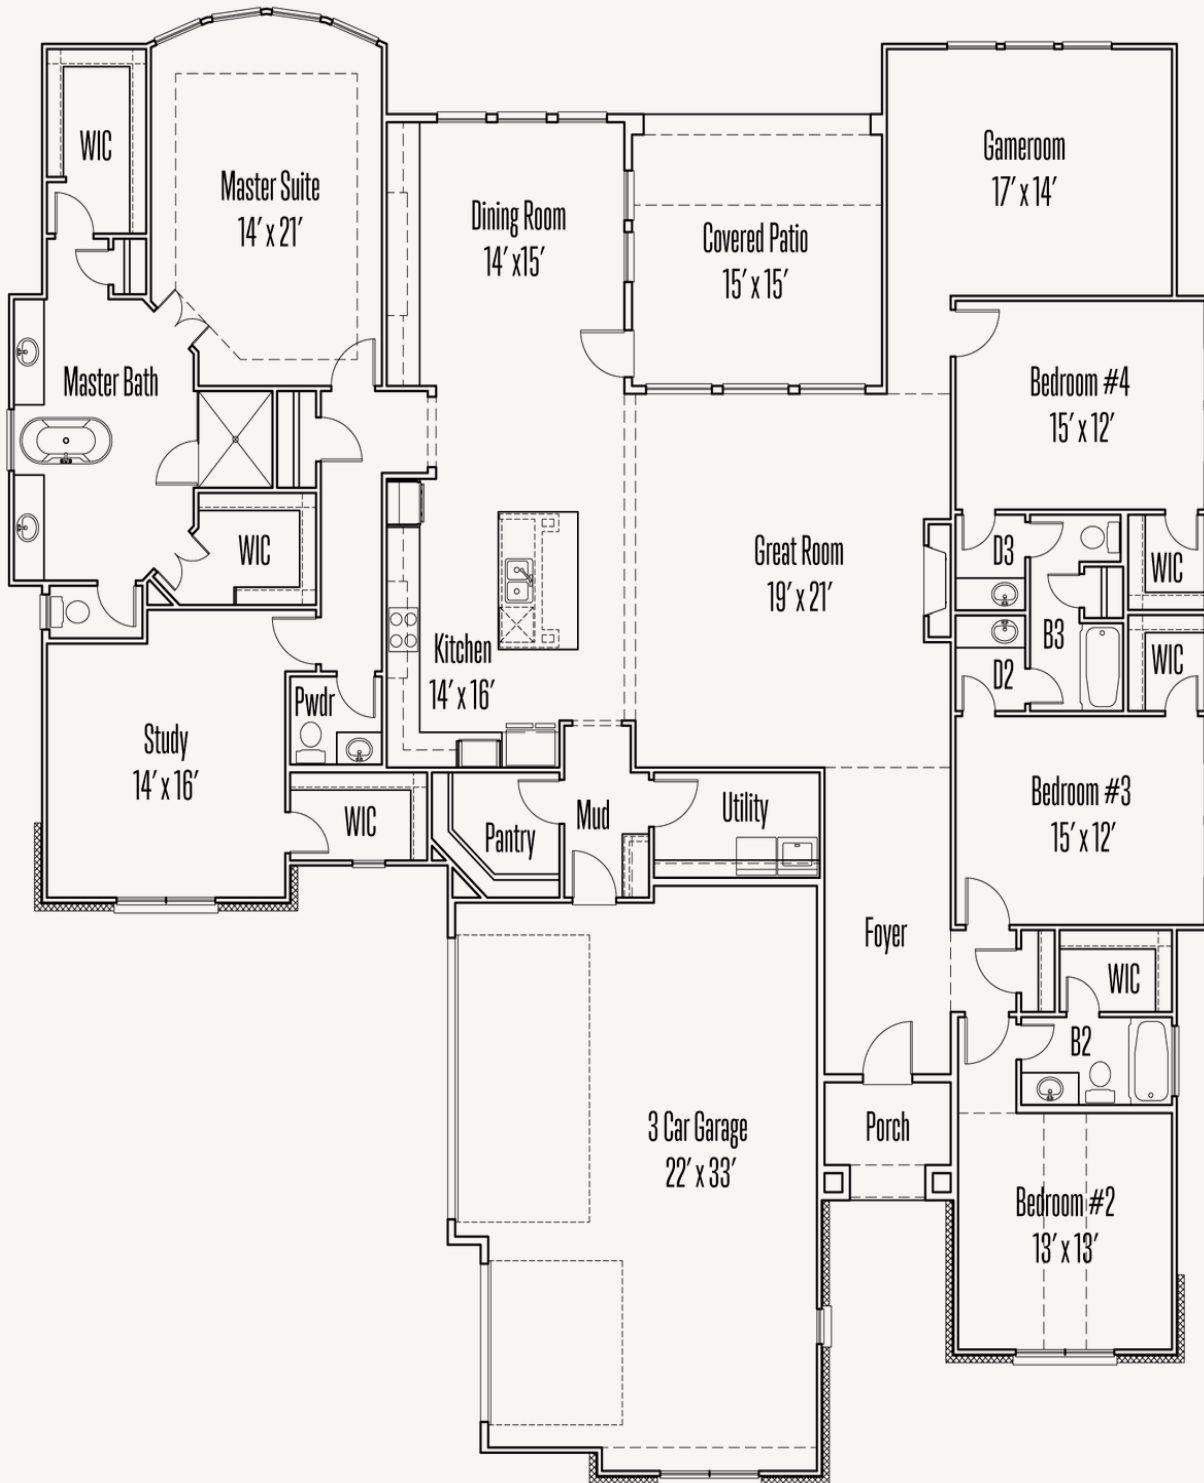 WIC
Master Suite
14' x 21'
Dining Room
14' x15'
Covered Patio
15' x 15'
Gameroom
17' x 14'
Master Bath
Bedroom #4
15' x 12'
WIC
Great Room
19' x 21'
D3
WIC
Kitchen
14' x 16'
B3
D2
WIC
Pwdr
Study
14' x 16'
WIC
Pantry
Mud
Utility
Bedroom #3
15' x 12'
Foyer
WIC
B2
3 Car Garage
22' x 33'
Porch
Bedroom #2
13' x 13'